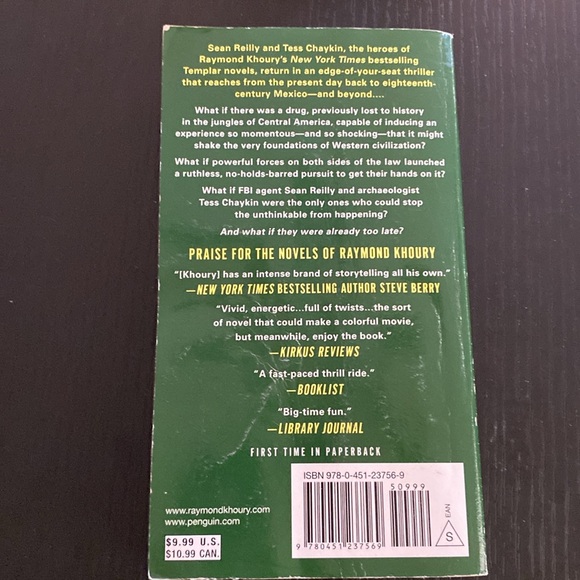 Sean Reilly and Tess Chaykin, the heroes of
Raymond Khoury's New York Times bestselling
Templar novels, return in an edge-of-your-seat thriller
that reaches from the present day back to eighteenth-
century Mexico—and beyond....
What if there was a drug, previously lost to history
in the jungles of Central America, capable of inducing an
experience so momentous—and so shocking—that it might
shake the very foundations of Western civilization?
What if powerful forces on both sides of the law launched
a ruthless, no-holds-barred pursuit to get their hands on it?
What if FBI agent Sean Reilly and archaeologist
Tess Chaykin were the only ones who could stop
the unthinkable from happening?
And what if they were already too late?
PRAISE FOR THE NOVELS OF RAYMOND KHOURY
"[Khoury] has an intense brand of storytelling all his own."
—NEW YORK TIMES BESTSELLING AUTHOR STEVE BERRY
"Vivid, energetic...full of twists...the sort
of novel that could make a colorful movie,
but meanwhile, enjoy the book."
—KIRKUS REVIEWS
"A fast-paced thrill ride."
—BOOKLIST
"Big-time fun."
—LIBRARY JOURNAL
FIRST TIME IN PAPERBACK
ISBN 978-0-451-23756-9
50999
EAN
S
9 780451 237569
www.raymondkhoury.com
www.penguin.com
$9.99 U.S.
$10.99 CAN.